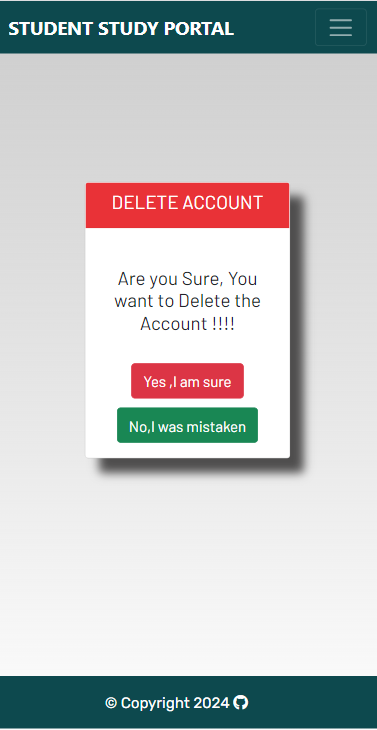 STUDENT STUDY PORTAL
DELETE ACCOUNT
Are you Sure, You
want to Delete the
Account !!!!
Yes ,I am sure
No,I was mistaken
© Copyright 2024